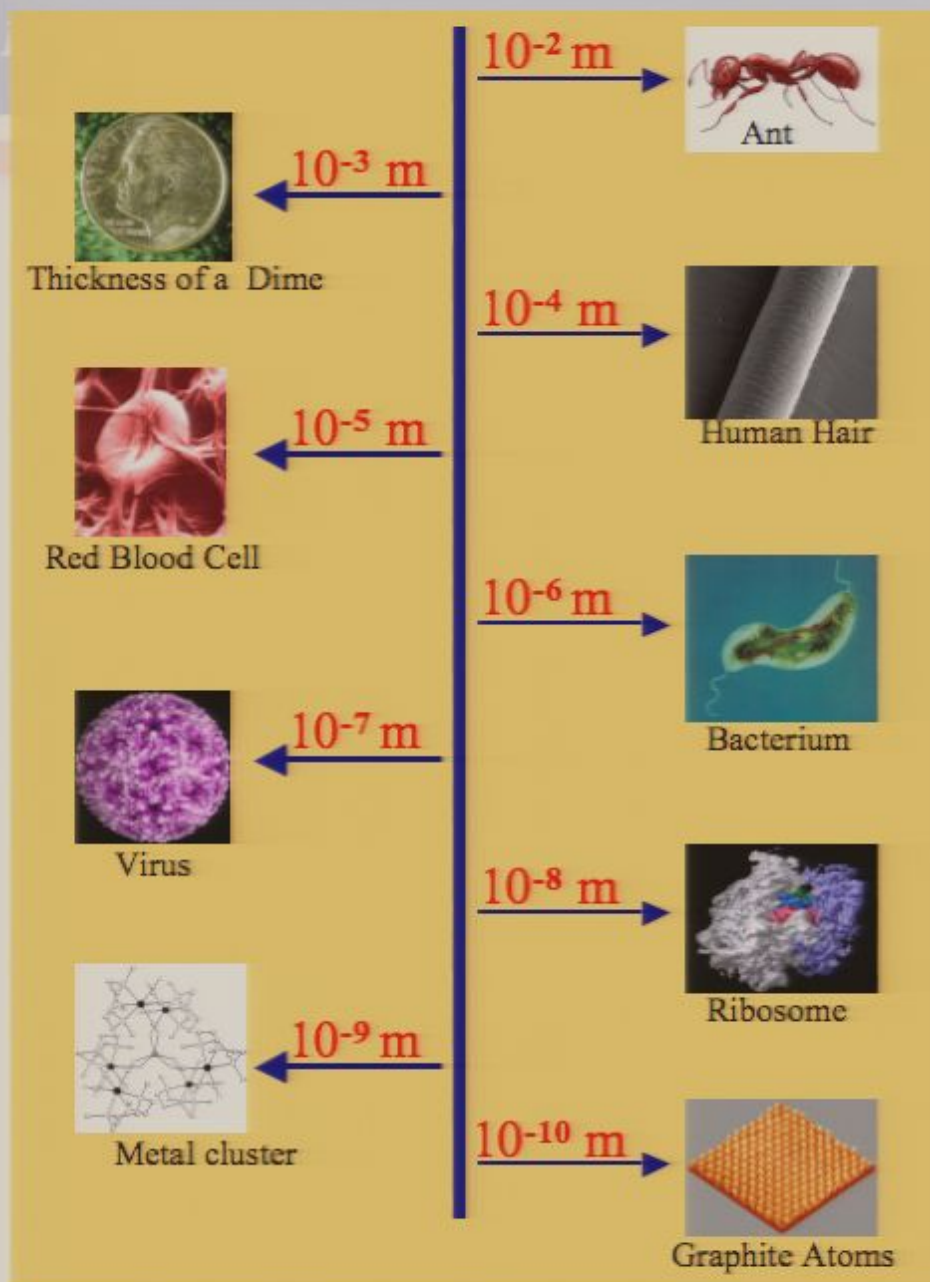 10⁻² m
Ant
10⁻³ m
Thickness of a Dime
10⁻⁴ m
Human Hair
10⁻⁵ m
Red Blood Cell
10⁻⁶ m
Bacterium
10⁻⁷ m
Virus
10⁻⁸ m
Ribosome
10⁻⁹ m
Metal cluster
10⁻¹⁰ m
Graphite Atoms